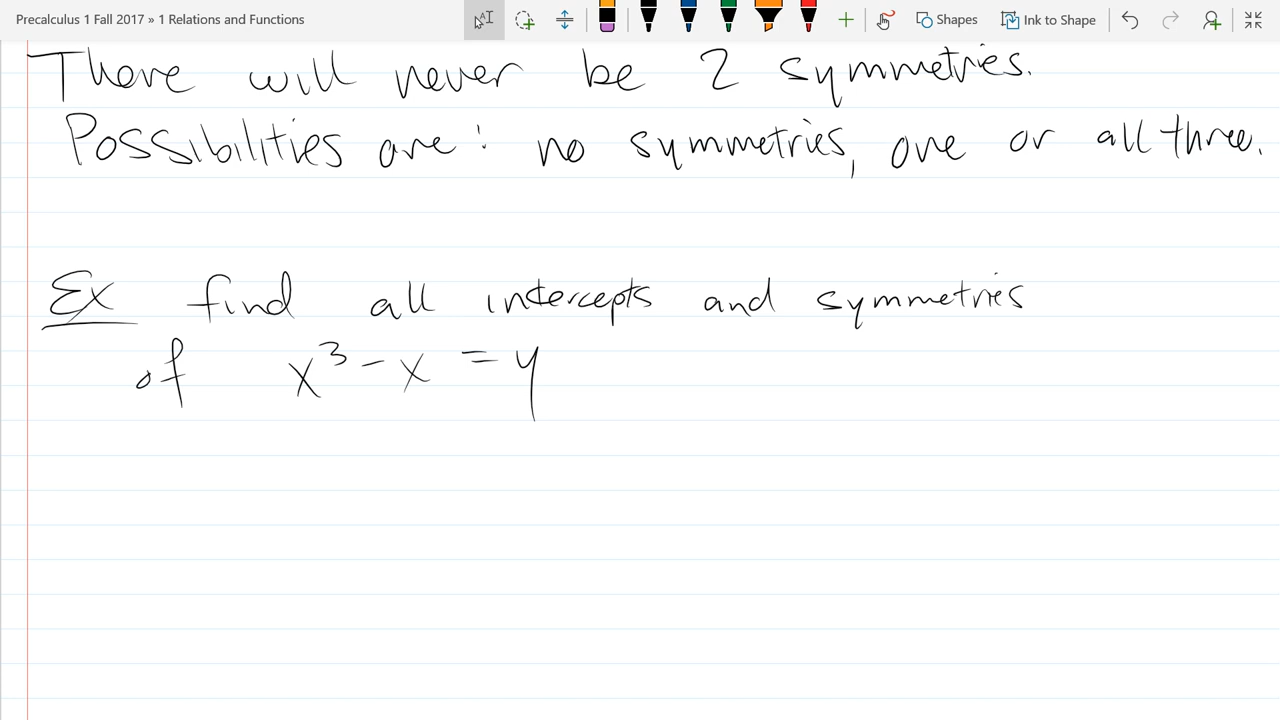 Precalculus 1 Fall 2017 » 1 Relations and Functions
Shapes
Ink to Shape
There will never be 2 symmetries.
Possibilities are: no symmetries, one or all three.
Ex find all intercepts and symmetries
of x³ - x = y